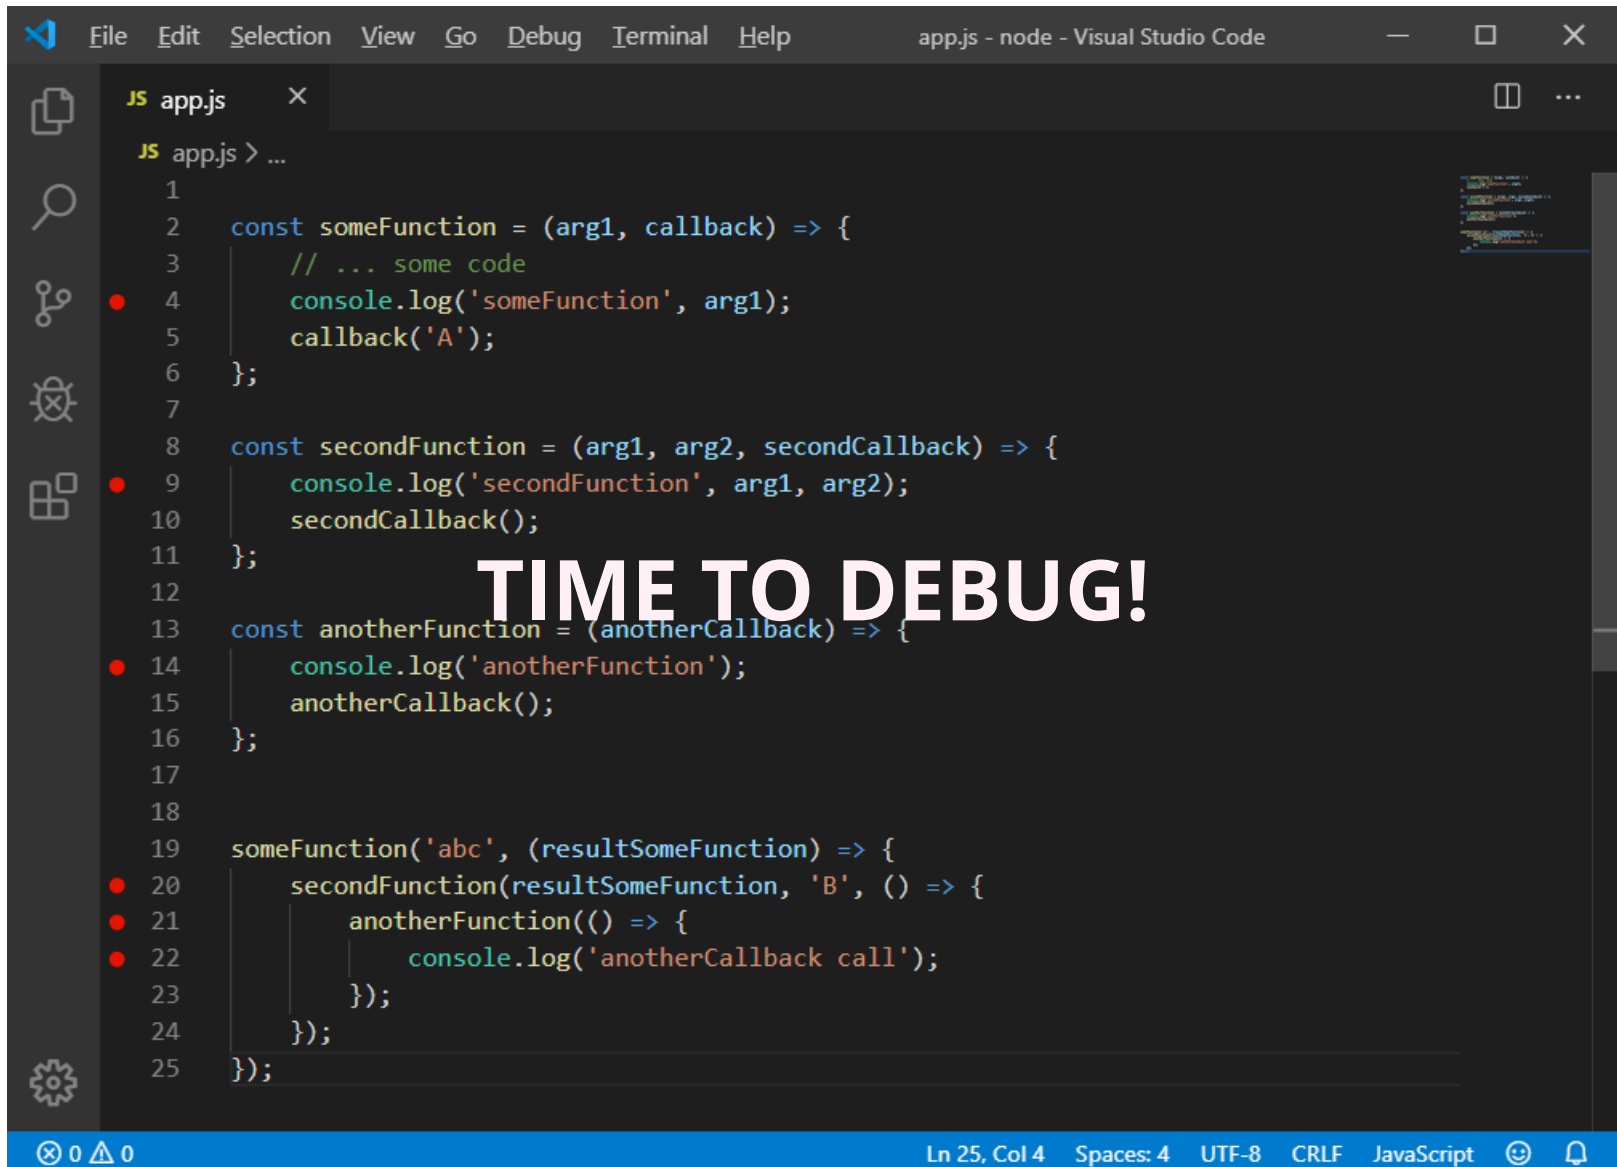 File Edit Selection View Go Debug Terminal Help app.js - node - Visual Studio Code
JS app.js
JS app.js > ...
1
2 const someFunction = (arg1, callback) => {
3 // ... some code
4 console.log('someFunction', arg1);
5 callback('A');
6 };
7
8 const secondFunction = (arg1, arg2, secondCallback) => {
9 console.log('secondFunction', arg1, arg2);
10 secondCallback();
11 };
TIME TO DEBUG!
12
13 const anotherFunction = (anotherCallback) => {
14 console.log('anotherFunction');
15 anotherCallback();
16 };
17
18
19 someFunction('abc', (resultSomeFunction) => {
20 secondFunction(resultSomeFunction, 'B', () => {
21 anotherFunction(() => {
22 console.log('anotherCallback call');
23 });
24 });
25 });
0 0 Ln 25, Col 4 Spaces: 4 UTF-8 CRLF JavaScript